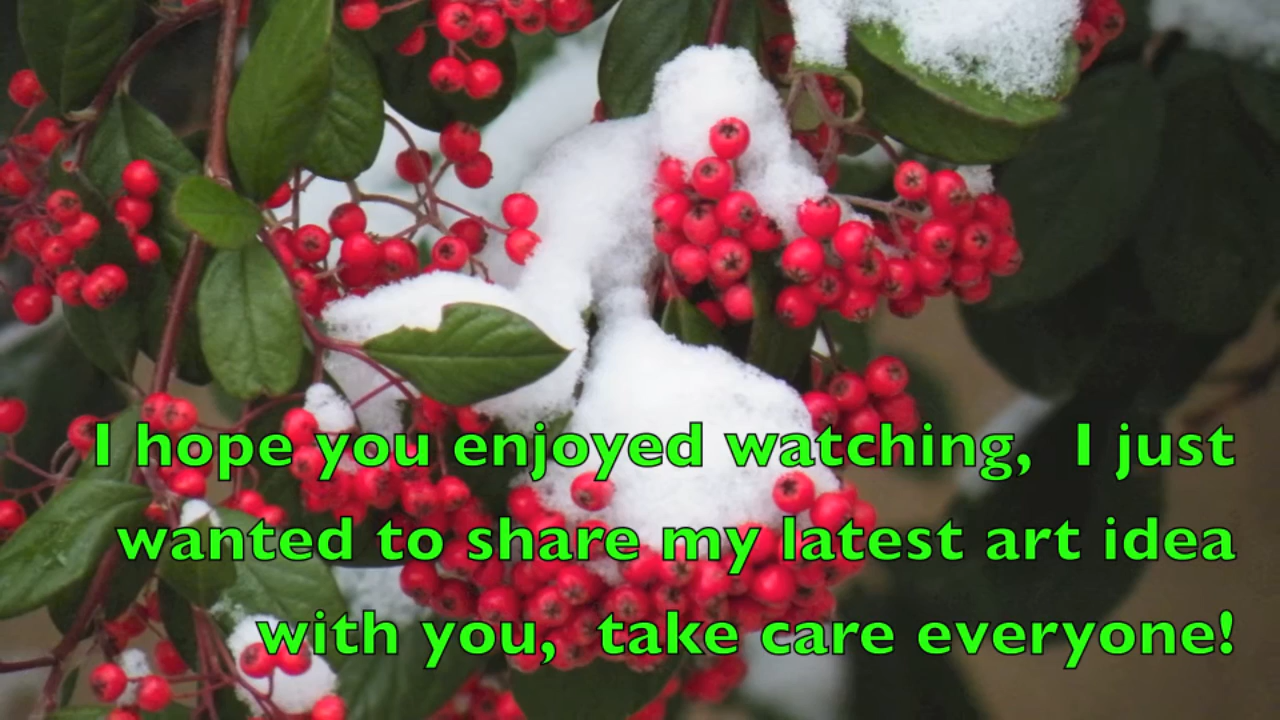 I hope you enjoyed watching,  I just
wanted to share my latest art idea
with you,  take care everyone!